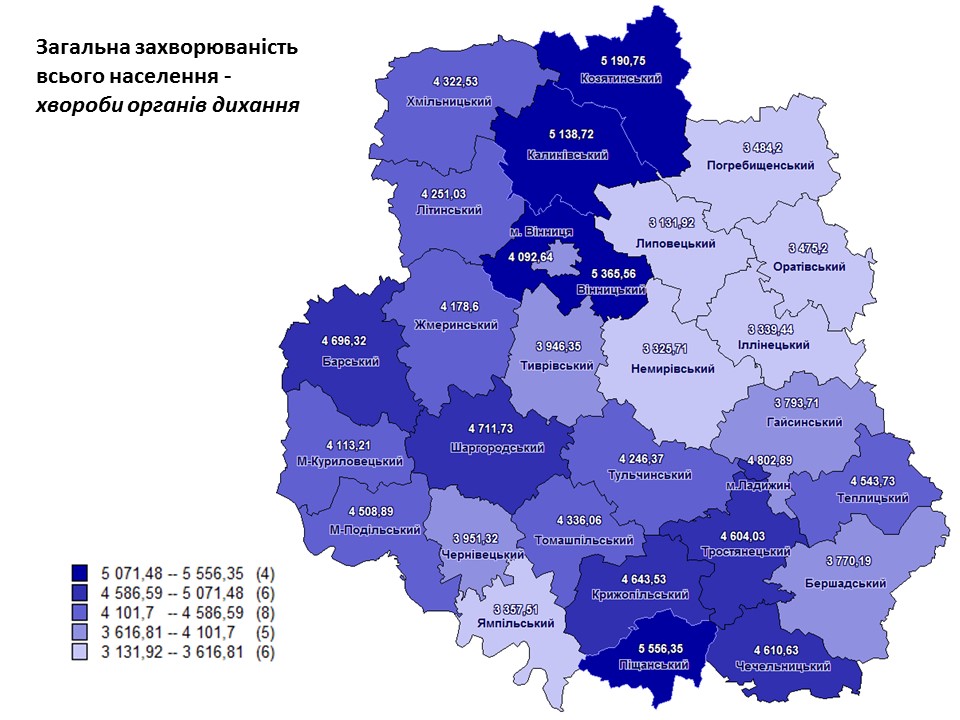 Загальна захворюваність
всього населення -
хвороби органів дихання
5 190,75
Козятинський
4 322,53
Хмільницький
5 138,72
Калинівський
3 484,2
Погребищенський
4 251,03
Літинський
м. Вінниця
4 092,64
3 131,92
Липовецький
3 475,2
Оратівський
5 365,56
Вінницький
4 178,6
Жмеринський
4 696,32
Барський
3 946,35
Тиврівський
3 325,71
Немирівський
3 339,44
Іллінецький
3 793,71
Гайсинський
4 711,73
Шаргородський
4 113,21
М-Куриловецький
4 246,37
Тульчинський
4 802,89
м.Ладижин
4 543,73
Теплицький
4 508,89
М-Подільський
3 951,32
Чернівецький
4 336,06
Томашпільський
4 604,03
Тростянецький
3 770,19
Бершадський
4 643,53
Крижопільський
3 357,51
Ямпільський
5 556,35
Піщанський
4 610,63
Чечельницький
5 071,48 -- 5 556,35 (4)
4 586,59 -- 5 071,48 (6)
4 101,7 -- 4 586,59 (8)
3 616,81 -- 4 101,7 (5)
3 131,92 -- 3 616,81 (6)